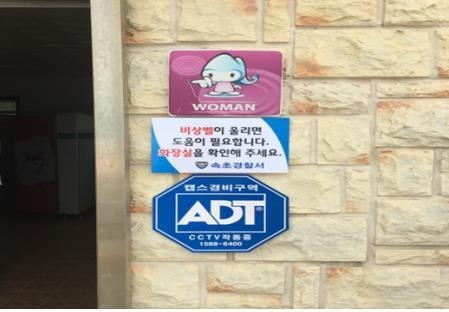 WOMAN
비상벨이 울리면
도움이 필요합니다.
화장실을 확인해 주세요.
속초경찰서
캡스경비구역
ADT
CCTV작동중
1588-6400